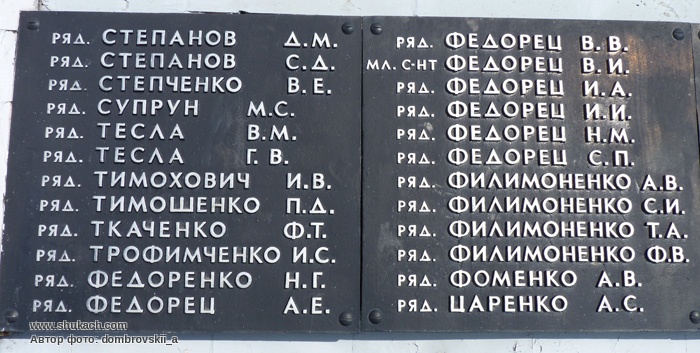 РЯД. СТЕПАНОВ Д.М.
РЯД. СТЕПАНОВ С.Д.
РЯД. СТЕПЧЕНКО В.Е.
РЯД. СУПРУН М.С.
РЯД. ТЕСЛА В.М.
РЯД. ТЕСЛА Г.В.
РЯД. ТИМОХОВИЧ И.В.
РЯД. ТИМОШЕНКО П.Д.
РЯД. ТКАЧЕНКО Ф.Т.
РЯД. ТРОФИМЧЕНКО И.С.
РЯД. ФЕДОРЕНКО Н.Г.
РЯД. ФЕДОРЕЦ А.Е.
РЯД. ФЕДОРЕЦ В.В.
МЛ. С-НТ ФЕДОРЕЦ В.И.
РЯД. ФЕДОРЕЦ И.А.
РЯД. ФЕДОРЕЦ И.И.
РЯД. ФЕДОРЕЦ Н.М.
РЯД. ФЕДОРЕЦ С.П.
РЯД. ФИЛИМОНЕНКО А.В.
РЯД. ФИЛИМОНЕНКО С.И.
РЯД. ФИЛИМОНЕНКО Т.А.
РЯД. ФИЛИМОНЕНКО Ф.В.
РЯД. ФОМЕНКО А.В.
РЯД. ЦАРЕНКО А.С.
www.shukach.com
Автор фото: dombrovskii_a